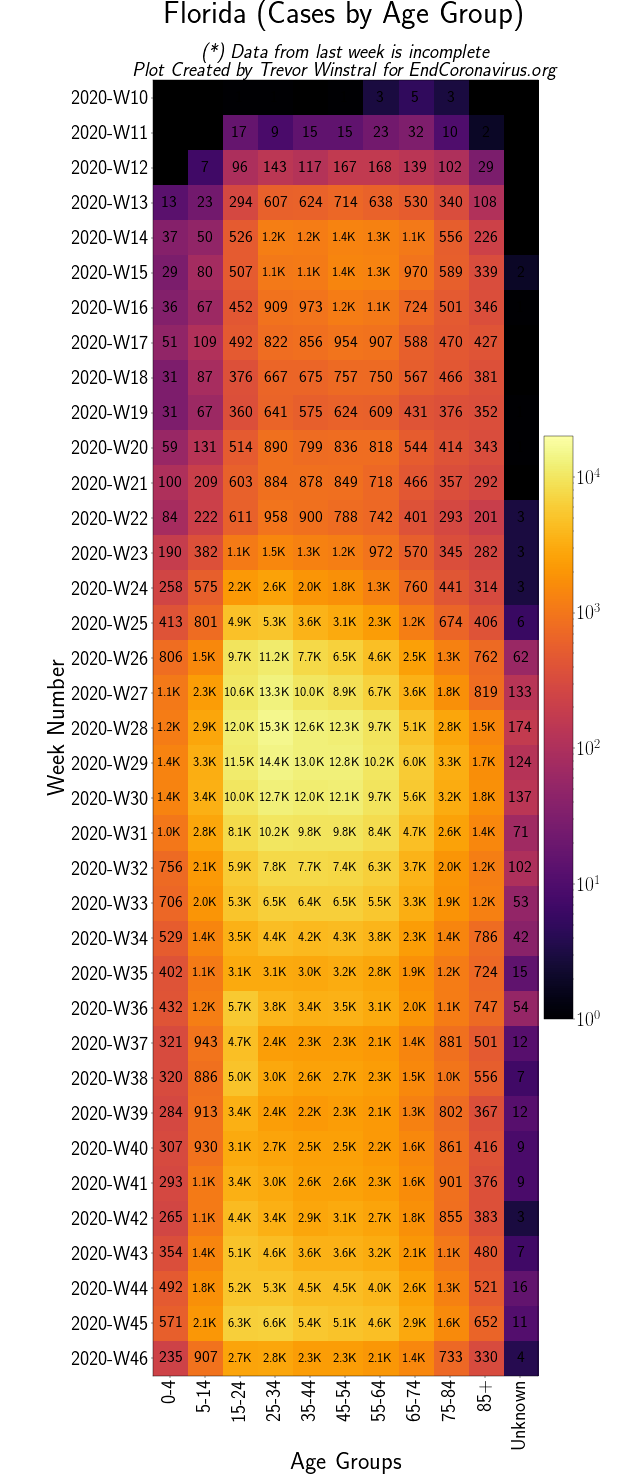 Florida (Cases by Age Group)
(*) Data from last week is incomplete
Plot Created by Trevor Winstral for EndCoronavirus.org
2020-W10 3 5 3
2020-W11 17 9 15 15 23 32 10 2
2020-W12 7 96 143 117 167 168 139 102 29
2020-W13 13 23 294 607 624 714 638 530 340 108
2020-W14 37 50 526 1.2K 1.2K 1.4K 1.3K 1.1K 556 226
2020-W15 29 80 507 1.1K 1.1K 1.4K 1.3K 970 589 339 2
2020-W16 36 67 452 909 973 1.2K 1.1K 724 501 346
2020-W17 51 109 492 822 856 954 907 588 470 427
2020-W18 31 87 376 667 675 757 750 567 466 381
2020-W19 31 67 360 641 575 624 609 431 376 352
2020-W20 59 131 514 890 799 836 818 544 414 343
2020-W21 100 209 603 884 878 849 718 466 357 292
2020-W22 84 222 611 958 900 788 742 401 293 201 3
2020-W23 190 382 1.1K 1.5K 1.3K 1.2K 972 570 345 282 3
2020-W24 258 575 2.2K 2.6K 2.0K 1.8K 1.3K 760 441 314 3
2020-W25 413 801 4.9K 5.3K 3.6K 3.1K 2.3K 1.2K 674 406 6
2020-W26 806 1.5K 9.7K 11.2K 7.7K 6.5K 4.6K 2.5K 1.3K 762 62
2020-W27 1.1K 2.3K 10.6K 13.3K 10.0K 8.9K 6.7K 3.6K 1.8K 819 133
2020-W28 1.2K 2.9K 12.0K 15.3K 12.6K 12.3K 9.7K 5.1K 2.8K 1.5K 174
2020-W29 1.4K 3.3K 11.5K 14.4K 13.0K 12.8K 10.2K 6.0K 3.3K 1.7K 124
2020-W30 1.4K 3.4K 10.0K 12.7K 12.0K 12.1K 9.7K 5.6K 3.2K 1.8K 137
2020-W31 1.0K 2.8K 8.1K 10.2K 9.8K 9.8K 8.4K 4.7K 2.6K 1.4K 71
2020-W32 756 2.1K 5.9K 7.8K 7.7K 7.4K 6.3K 3.7K 2.0K 1.2K 102
2020-W33 706 2.0K 5.3K 6.5K 6.4K 6.5K 5.5K 3.3K 1.9K 1.2K 53
2020-W34 529 1.4K 3.5K 4.4K 4.2K 4.3K 3.8K 2.3K 1.4K 786 42
2020-W35 402 1.1K 3.1K 3.1K 3.0K 3.2K 2.8K 1.9K 1.2K 724 15
2020-W36 432 1.2K 5.7K 3.8K 3.4K 3.5K 3.1K 2.0K 1.1K 747 54
2020-W37 321 943 4.7K 2.4K 2.3K 2.3K 2.1K 1.4K 881 501 12
2020-W38 320 886 5.0K 3.0K 2.6K 2.7K 2.3K 1.5K 1.0K 556 7
2020-W39 284 913 3.4K 2.4K 2.2K 2.3K 2.1K 1.3K 802 367 12
2020-W40 307 930 3.1K 2.7K 2.5K 2.5K 2.2K 1.6K 861 416 9
2020-W41 293 1.1K 3.4K 3.0K 2.6K 2.6K 2.3K 1.6K 901 376 9
2020-W42 265 1.1K 4.4K 3.4K 2.9K 3.1K 2.7K 1.8K 855 383 3
2020-W43 354 1.4K 5.1K 4.6K 3.6K 3.6K 3.2K 2.1K 1.1K 480 7
2020-W44 492 1.8K 5.2K 5.3K 4.5K 4.5K 4.0K 2.6K 1.3K 521 16
2020-W45 571 2.1K 6.3K 6.6K 5.4K 5.1K 4.6K 2.9K 1.6K 652 11
2020-W46 235 907 2.7K 2.8K 2.3K 2.3K 2.1K 1.4K 733 330 4
0-4 5-14 15-24 25-34 35-44 45-54 55-64 65-74 75-84 85+ Unknown
Age Groups
Week Number
10⁴
10³
10²
10¹
10⁰